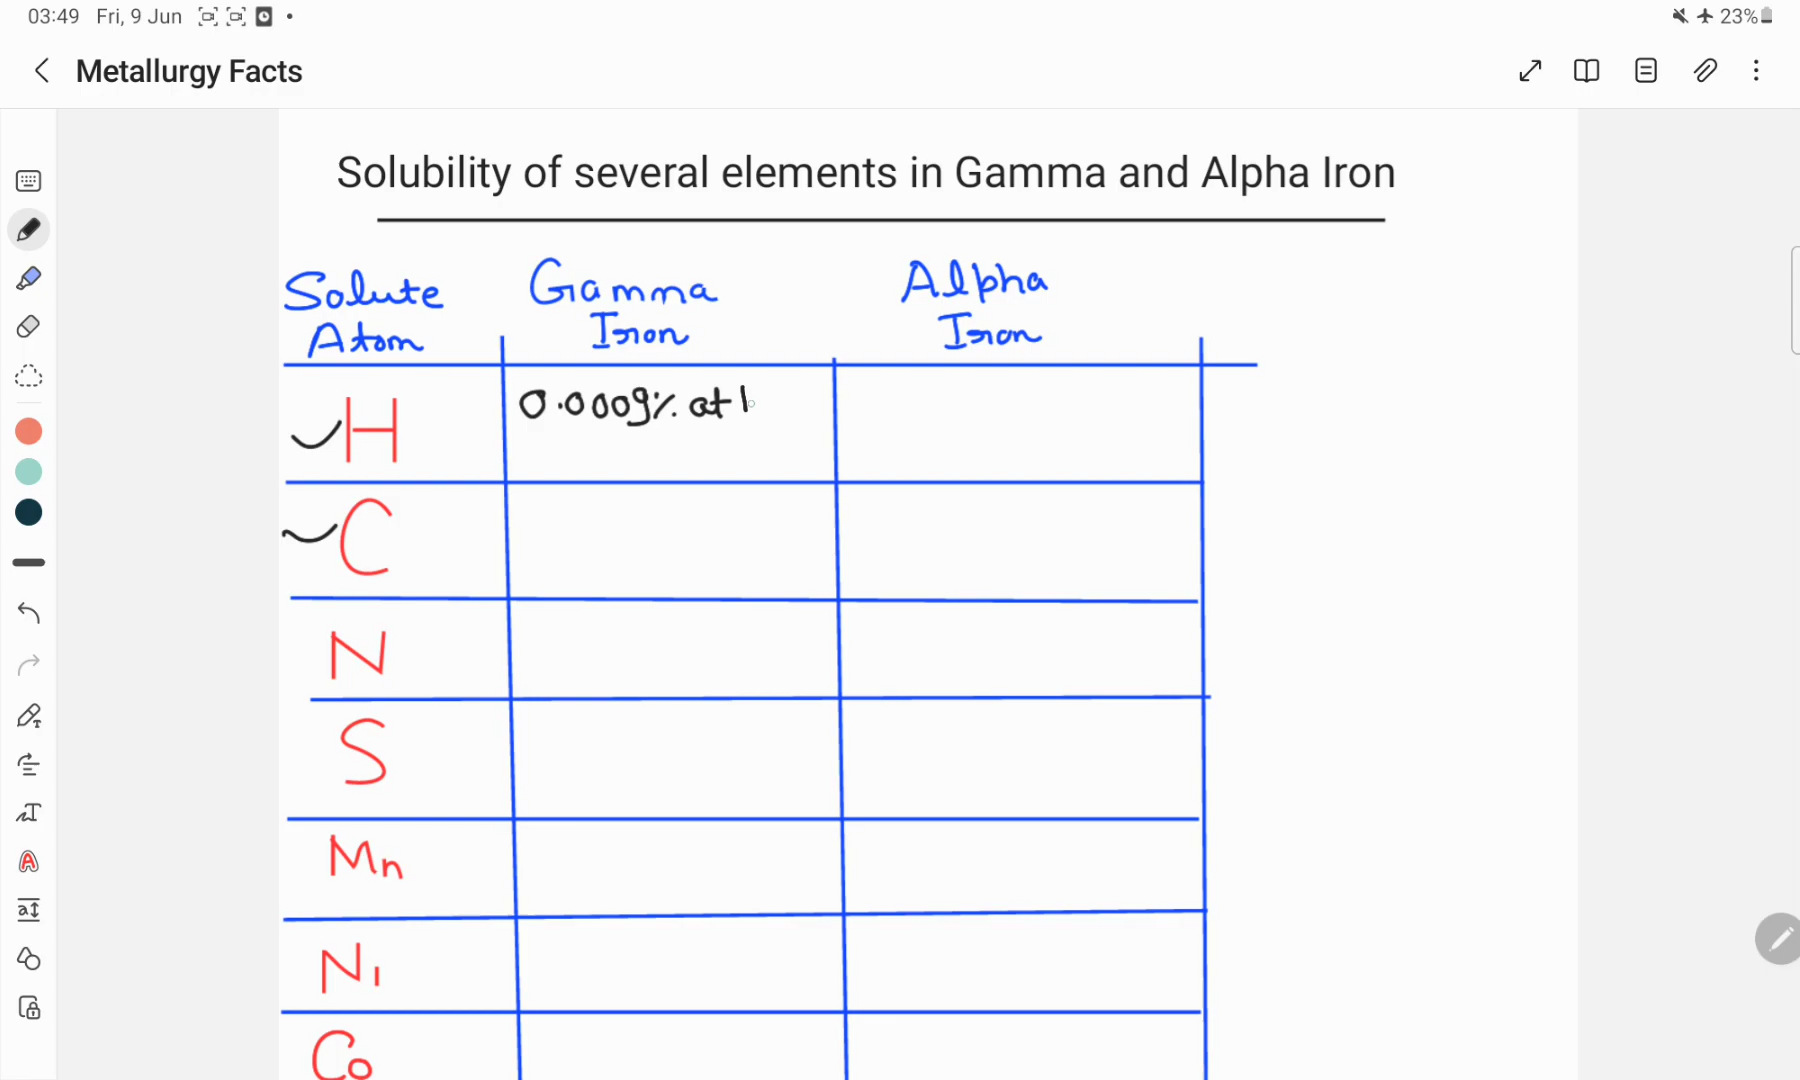 03:49 Fri, 9 Jun
23%
Metallurgy Facts
Solubility of several elements in Gamma and Alpha Iron
Solute Atom
Gamma Iron
Alpha Iron
H
0.0009% at 1
C
N
S
Mn
Ni
Co